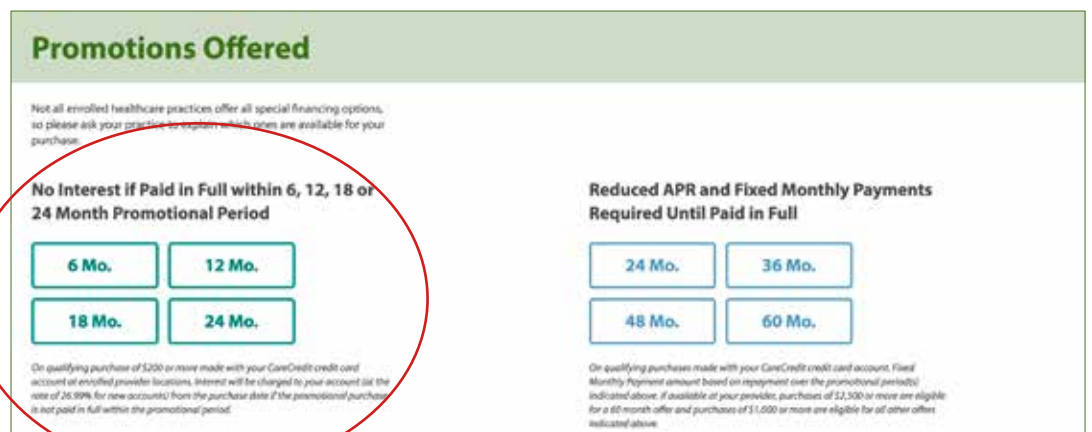 Promotions Offered
Not all enrolled healthcare practices offer all special financing options,
so please ask your practice to explain which ones are available for your
purchase.
No Interest if Paid in Full within 6, 12, 18 or
24 Month Promotional Period
6 Mo.
12 Mo.
18 Mo.
24 Mo.
On qualifying purchase of $200 or more made with your CareCredit credit card
account at enrolled provider locations. Interest will be charged to your account (at the
rate of 26.99% for new accounts) from the purchase date if the promotional purchase
is not paid in full within the promotional period.
Reduced APR and Fixed Monthly Payments
Required Until Paid in Full
24 Mo.
36 Mo.
48 Mo.
60 Mo.
On qualifying purchases made with your CareCredit credit card account. Fixed
Monthly Payment amount based on repayment over the promotional period(s)
indicated above. If available at your provider, purchases of $2,500 or more are eligible
for a 60 month offer and purchases of $1,000 or more are eligible for all other offers
indicated above.